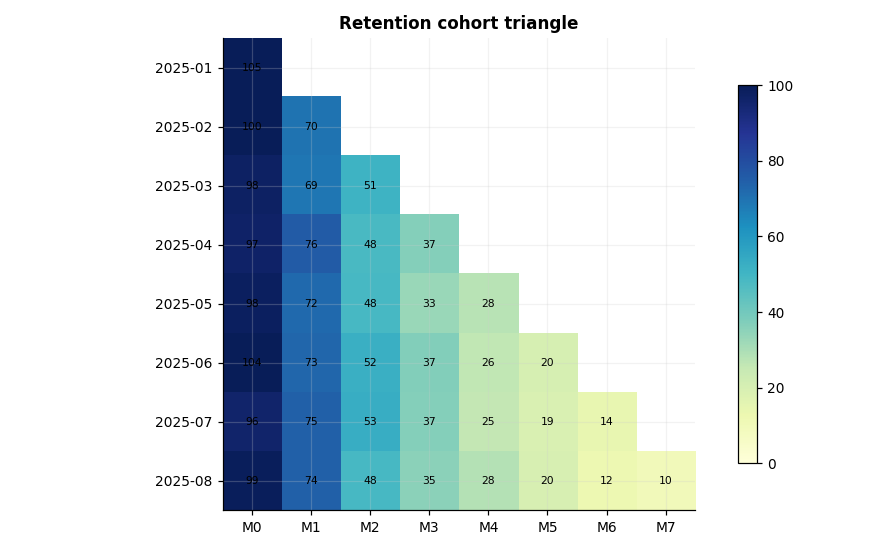 Retention cohort triangle
2025-01 105
2025-02 100 70
2025-03 98 69 51
2025-04 97 76 48 37
2025-05 98 72 48 33 28
2025-06 104 73 52 37 26 20
2025-07 96 75 53 37 25 19 14
2025-08 99 74 48 35 28 20 12 10
M0 M1 M2 M3 M4 M5 M6 M7
100
80
60
40
20
0